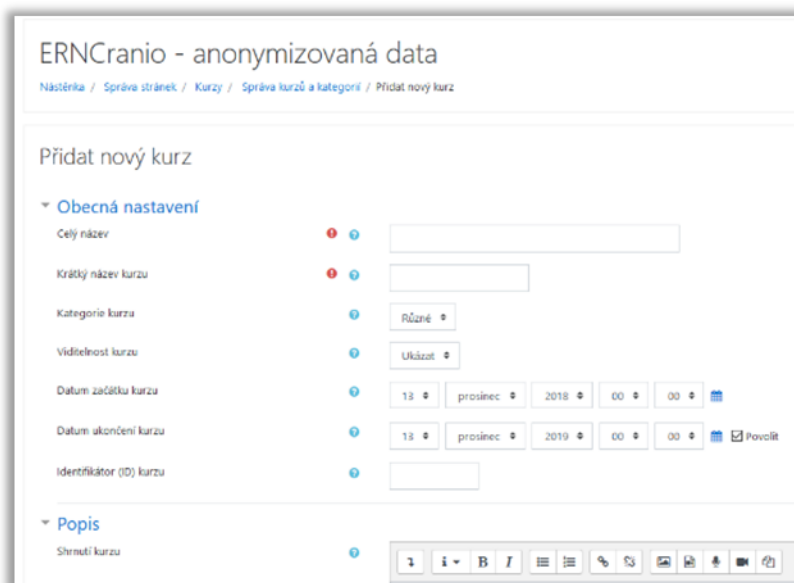 ERNCranio - anonymizovaná data
Nástěnka / Správa stránek / Kurzy / Správa kurzů a kategorií / Přidat nový kurz
Přidat nový kurz
Obecná nastavení
Celý název
Krátký název kurzu
Kategorie kurzu Různé
Viditelnost kurzu Ukázat
Datum začátku kurzu 13 prosinec 2018 00 00
Datum ukončení kurzu 13 prosinec 2019 00 00 Povolit
Identifikátor (ID) kurzu
Popis
Shrnutí kurzu i B I